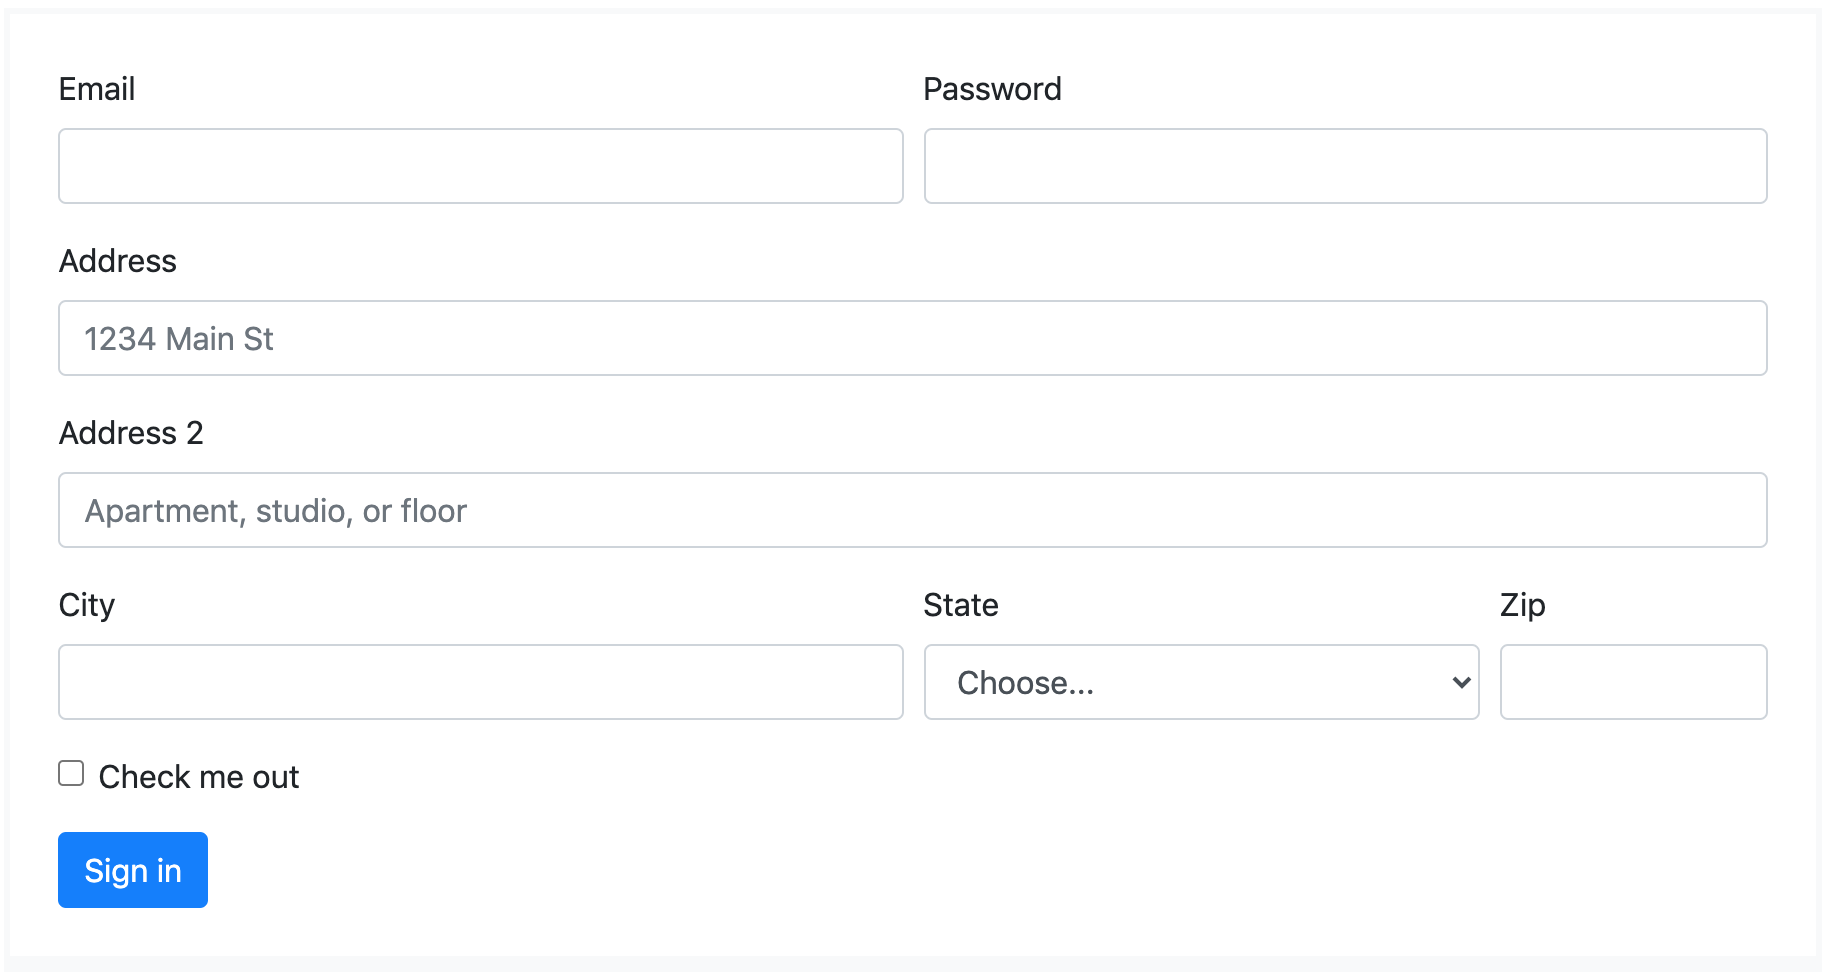 Email Password
1234 Main St
Address
Address 2
Apartment, studio, or floor
City State Zip
Choose...
Check me out
Sign in